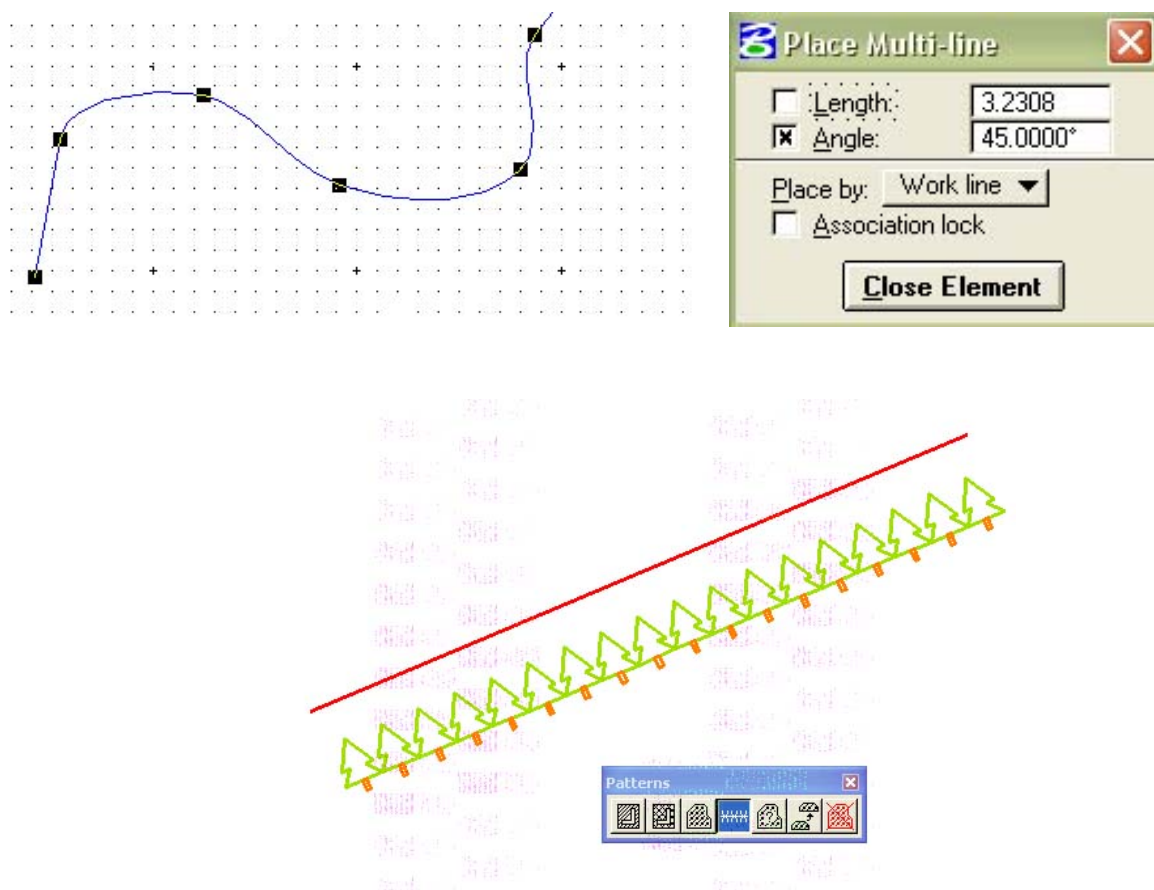 Place Multi-line
Length: 3.2308
Angle: 45.0000°
Place by: Work line
Association lock
Close Element
Patterns